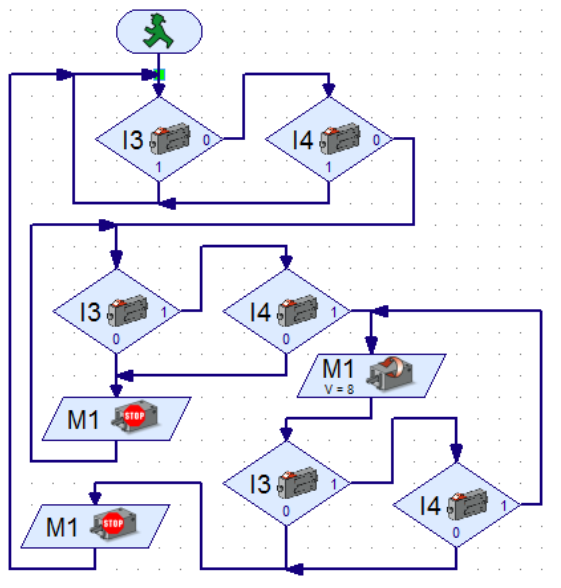 I3 0 I4 0
1 1
I3 1 I4 1
0 0
M1
V = 8
M1 STOP
I3 1
0
I4 1
0
M1 STOP